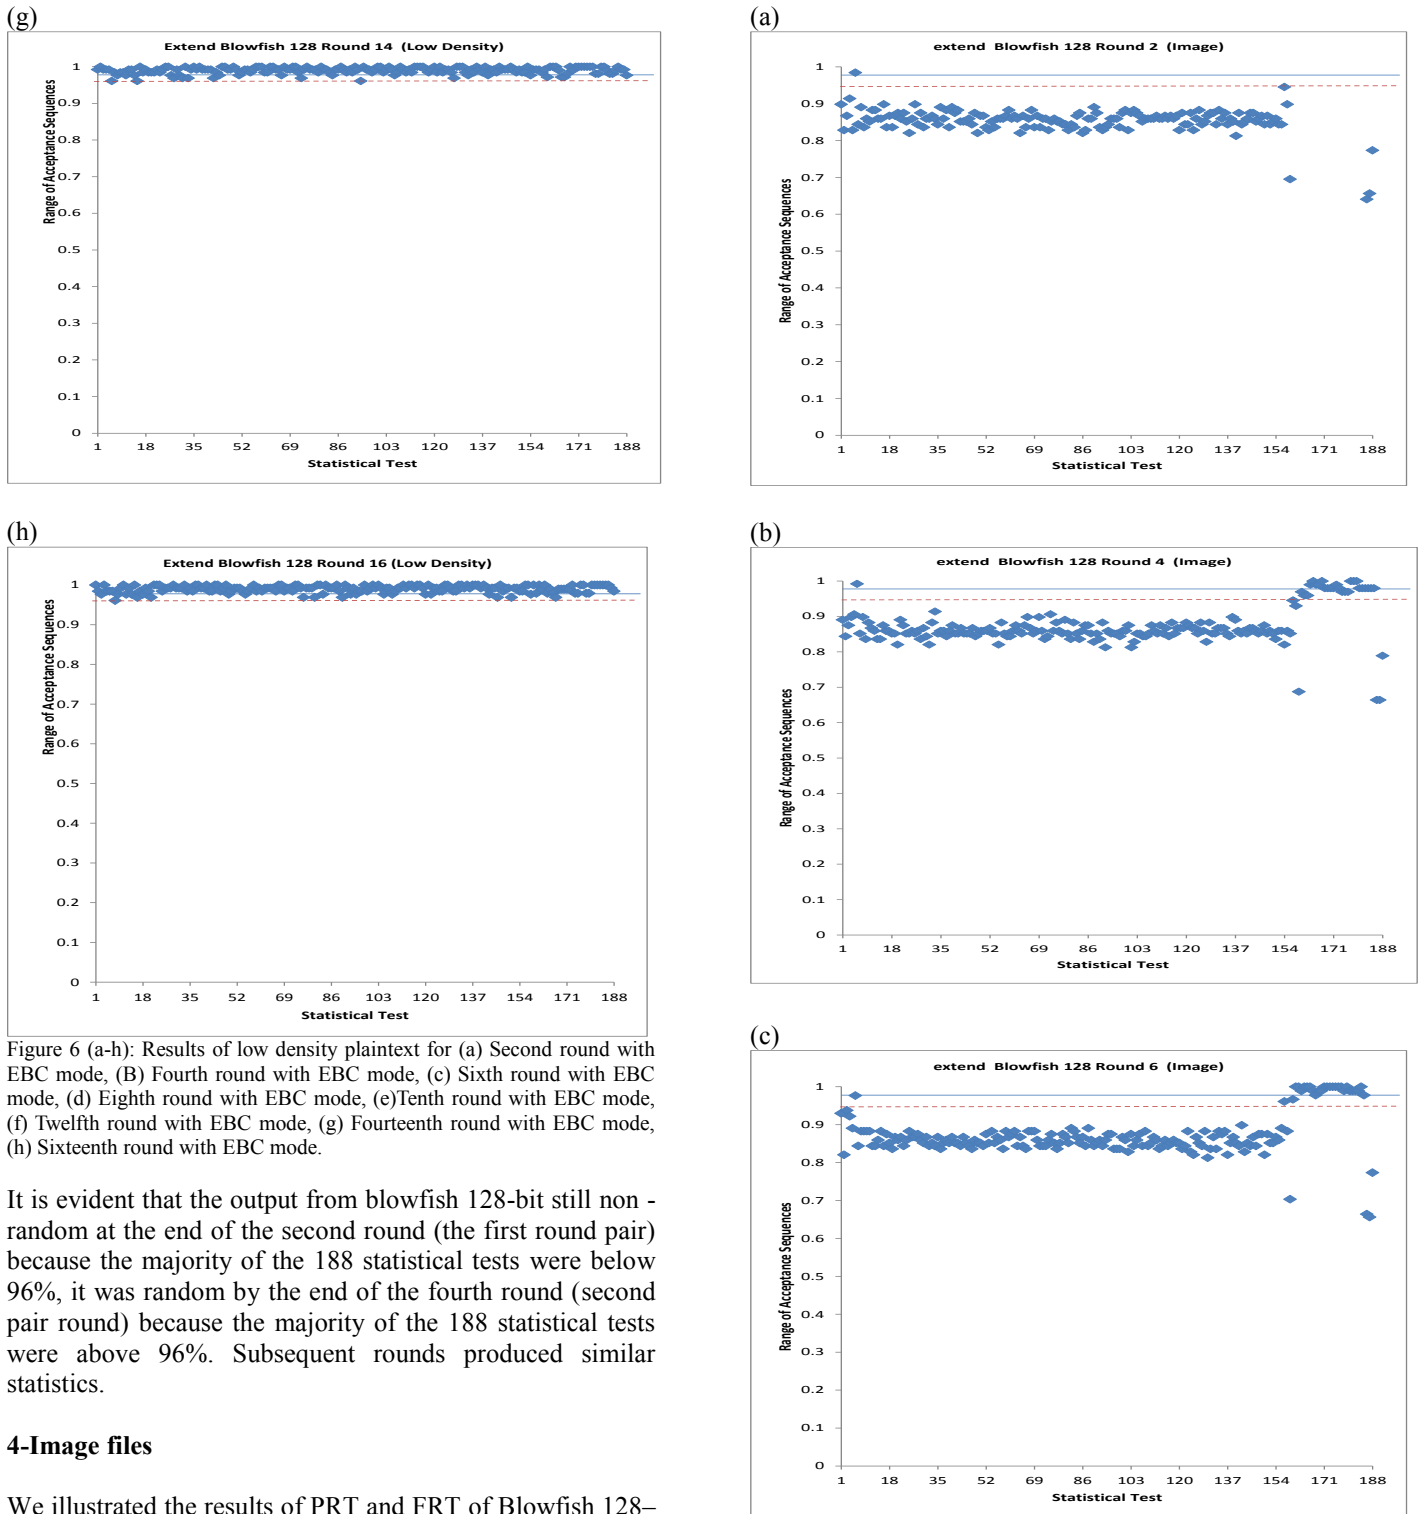 (g)
Extend Blowfish 128 Round 14 (Low Density)
Range of Acceptance Sequences
1
0.9
0.8
0.7
0.6
0.5
0.4
0.3
0.2
0.1
0
1 18 35 52 69 86 103 120 137 154 171 188
Statistical Test
(h)
Extend Blowfish 128 Round 16 (Low Density)
Range of Acceptance Sequences
1
0.9
0.8
0.7
0.6
0.5
0.4
0.3
0.2
0.1
0
1 18 35 52 69 86 103 120 137 154 171 188
Statistical Test
Figure 6 (a-h): Results of low density plaintext for (a) Second round with
EBC mode, (B) Fourth round with EBC mode, (c) Sixth round with EBC
mode, (d) Eighth round with EBC mode, (e)Tenth round with EBC mode,
(f) Twelfth round with EBC mode, (g) Fourteenth round with EBC mode,
(h) Sixteenth round with EBC mode.
It is evident that the output from blowfish 128-bit still non -
random at the end of the second round (the first round pair)
because the majority of the 188 statistical tests were below
96%, it was random by the end of the fourth round (second
pair round) because the majority of the 188 statistical tests
were above 96%. Subsequent rounds produced similar
statistics.
4-Image files
We illustrated the results of PRT and FRT of Blowfish 128–
(a)
extend Blowfish 128 Round 2 (Image)
Range of Acceptance Sequences
1
0.9
0.8
0.7
0.6
0.5
0.4
0.3
0.2
0.1
0
1 18 35 52 69 86 103 120 137 154 171 188
Statistical Test
(b)
extend Blowfish 128 Round 4 (Image)
Range of Acceptance Sequences
1
0.9
0.8
0.7
0.6
0.5
0.4
0.3
0.2
0.1
0
1 18 35 52 69 86 103 120 137 154 171 188
Statistical Test
(c)
extend Blowfish 128 Round 6 (Image)
Range of Acceptance Sequences
1
0.9
0.8
0.7
0.6
0.5
0.4
0.3
0.2
0.1
0
1 18 35 52 69 86 103 120 137 154 171 188
Statistical Test